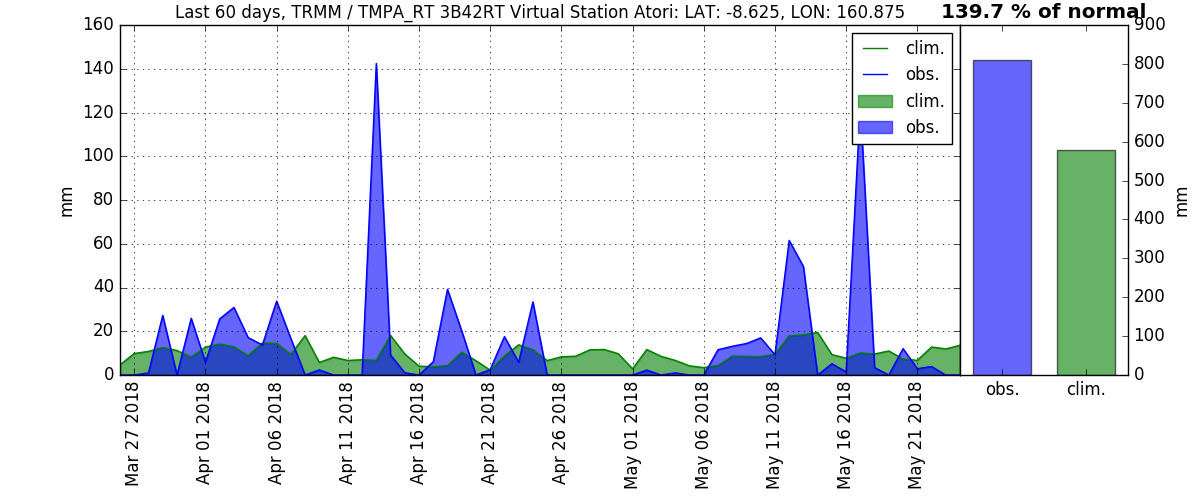 Last 60 days, TRMM / TMPA_RT 3B42RT Virtual Station Atori: LAT: -8.625, LON: 160.875
139.7 % of normal
160
140
120
100
80
60
40
20
0
mm
clim.
obs.
clim.
obs.
Mar 27 2018
Apr 01 2018
Apr 06 2018
Apr 11 2018
Apr 16 2018
Apr 21 2018
Apr 26 2018
May 01 2018
May 06 2018
May 11 2018
May 16 2018
May 21 2018
900
800
700
600
500
400
300
200
100
0
mm
obs.
clim.